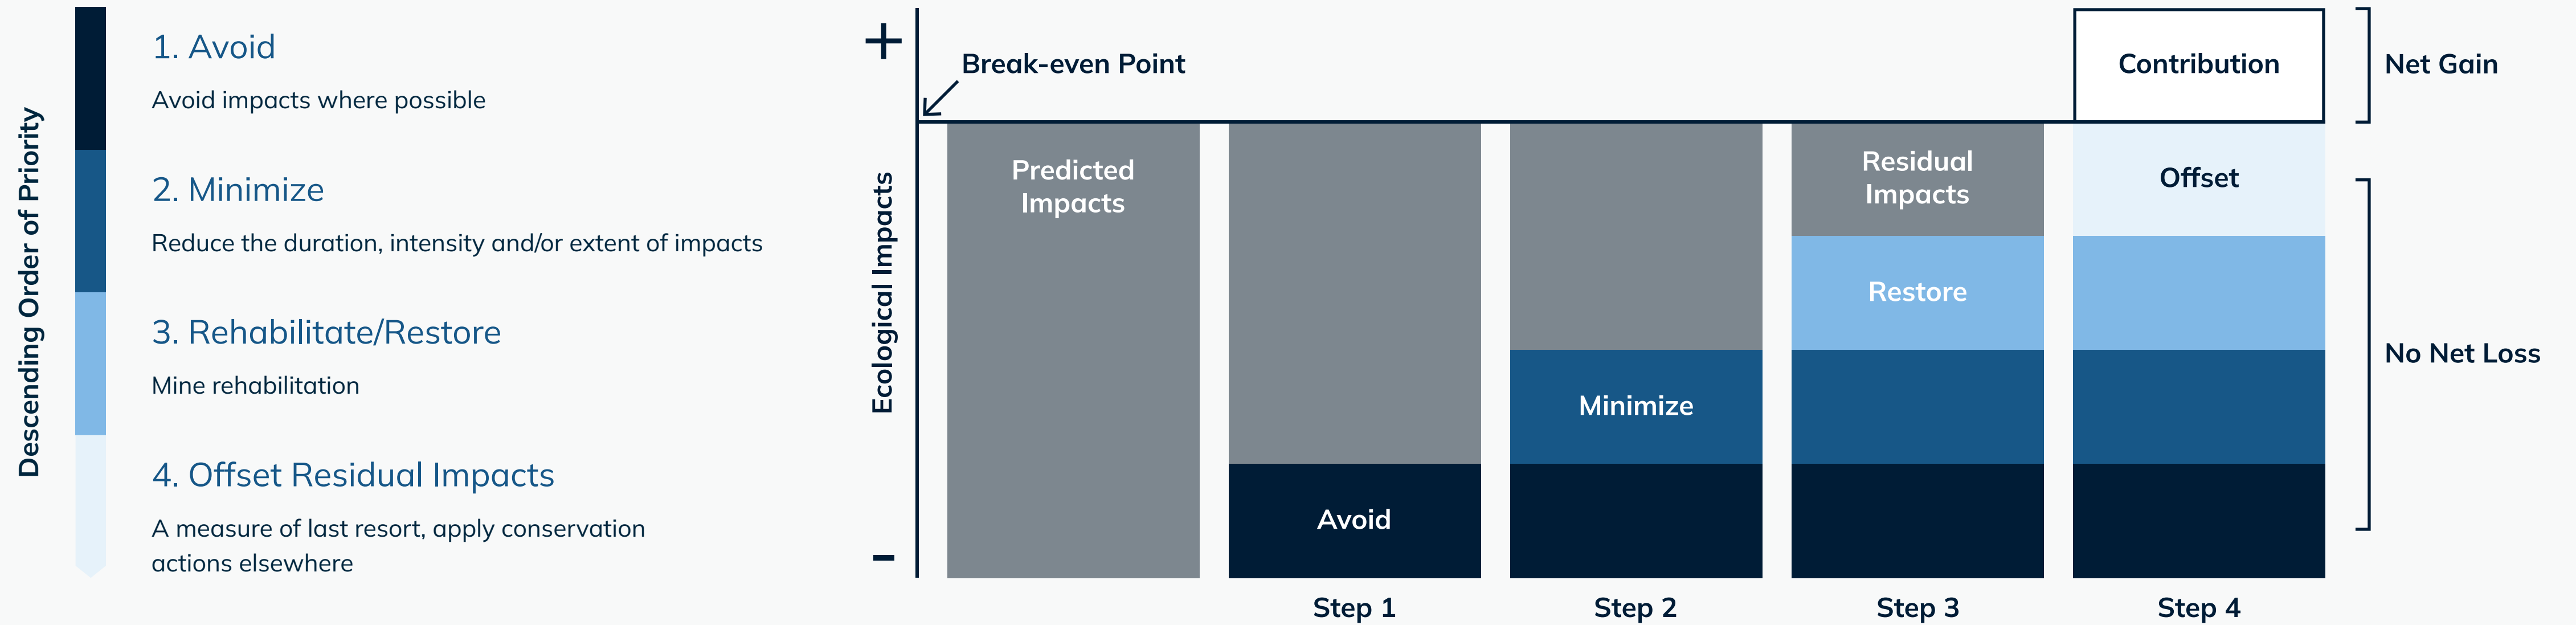 Descending Order of Priority
1. Avoid
Avoid impacts where possible
2. Minimize
Reduce the duration, intensity and/or extent of impacts
3. Rehabilitate/Restore
Mine rehabilitation
4. Offset Residual Impacts
A measure of last resort, apply conservation
actions elsewhere
+
Ecological Impacts
-
Break-even Point
Predicted
Impacts
Avoid
Minimize
Residual
Impacts
Restore
Contribution
Offset
Net Gain
No Net Loss
Step 1
Step 2
Step 3
Step 4